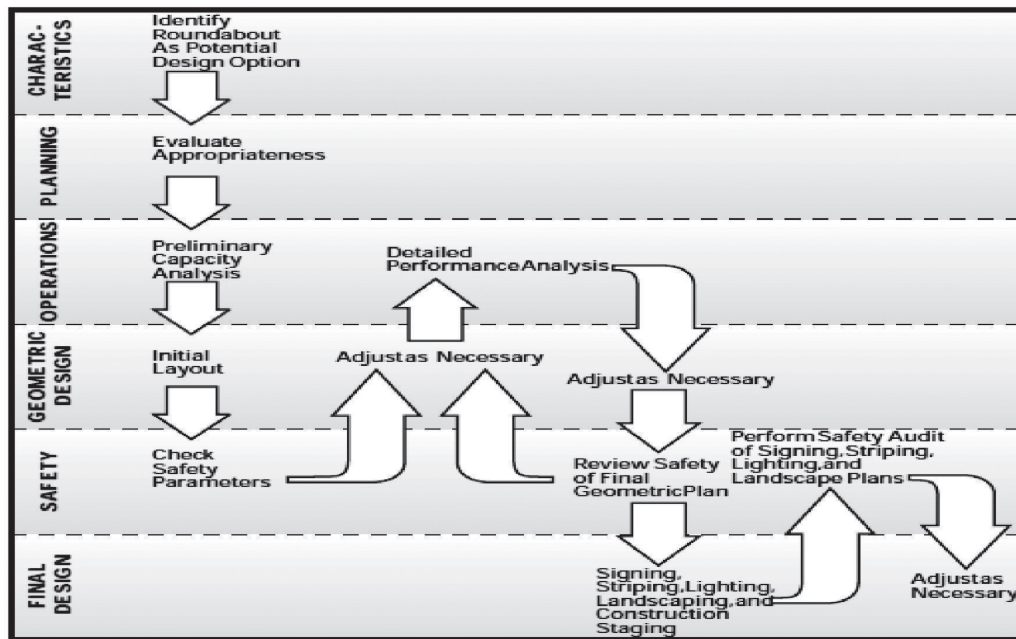 CHARAC-
TERISTICS
Identify
Roundabout
As Potential
Design Option
PLANNING
Evaluate
Appropriateness
OPERATIONS
Preliminary
Capacity
Analysis
Detailed
Performance Analysis
GEOMETRIC
DESIGN
Initial
Layout
Adjustas Necessary
Adjustas Necessary
SAFETY
Check
Safety
Parameters
Review Safety
of Final
GeometricPlan
Perform Safety Audit
of Signing,Striping,
Lighting,and
Landscape Plans
FINAL
DESIGN
Signing,
Striping,Lighting,
Landscaping,and
Construction
Staging
Adjustas
Necessary